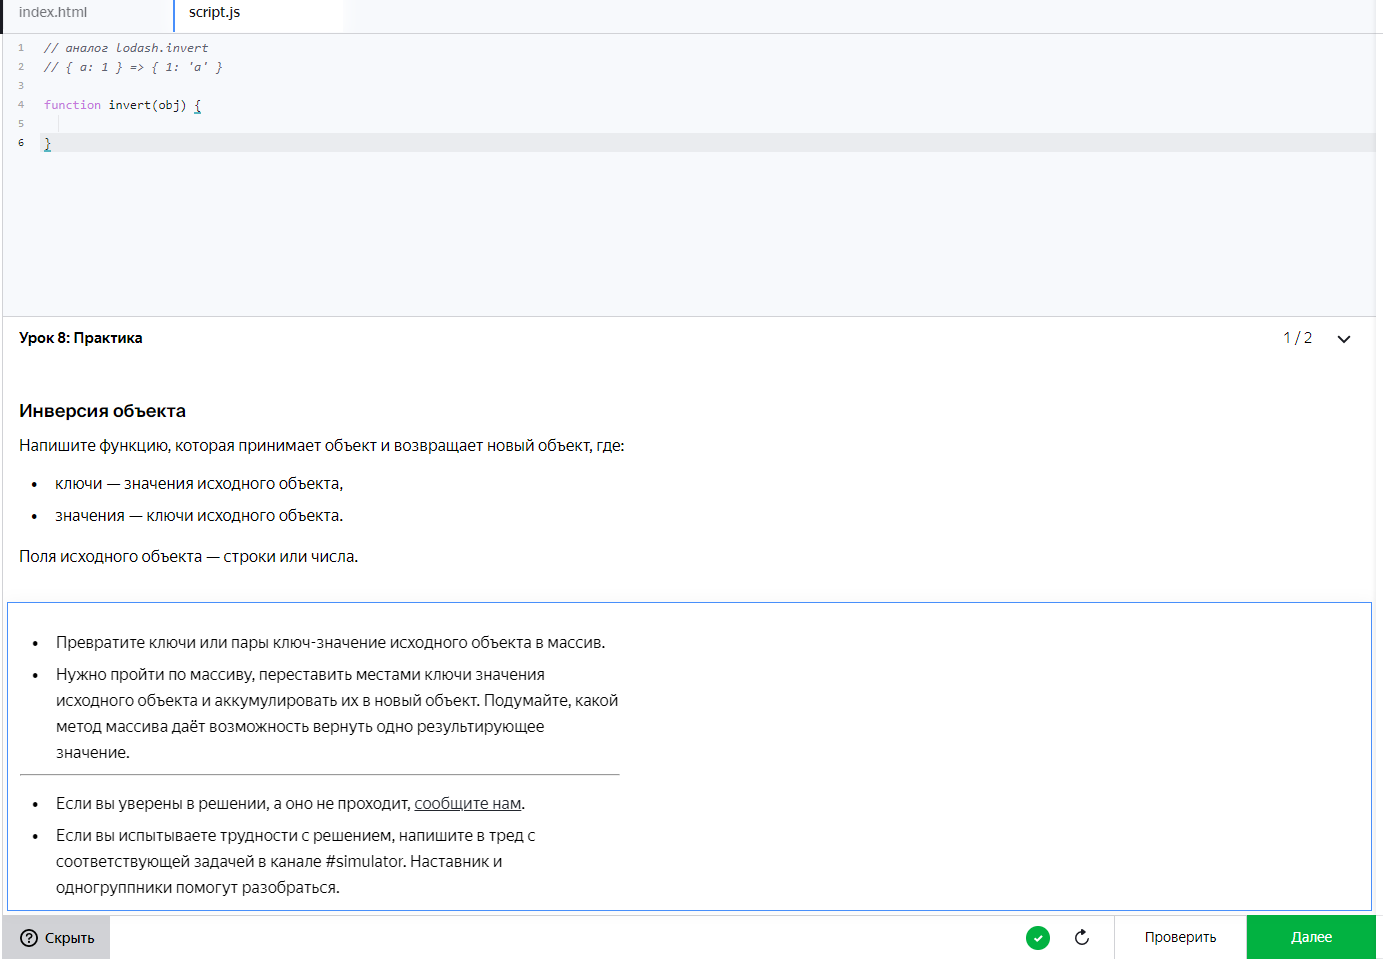 index.html
script.js
1 // аналог lodash.invert
2 // { a: 1 } => { 1: 'a' }
3
4 function invert(obj) {
5
6 }
Урок 8: Практика
1 / 2
Инверсия объекта
Напишите функцию, которая принимает объект и возвращает новый объект, где:
• ключи — значения исходного объекта,
• значения — ключи исходного объекта.
Поля исходного объекта — строки или числа.
• Превратите ключи или пары ключ-значение исходного объекта в массив.
• Нужно пройти по массиву, переставить местами ключи значения
исходного объекта и аккумулировать их в новый объект. Подумайте, какой
метод массива даёт возможность вернуть одно результирующее
значение.
• Если вы уверены в решении, а оно не проходит, сообщите нам.
• Если вы испытываете трудности с решением, напишите в тред с
соответствующей задачей в канале #simulator. Наставник и
одногруппники помогут разобраться.
? Скрыть
Проверить
Далее